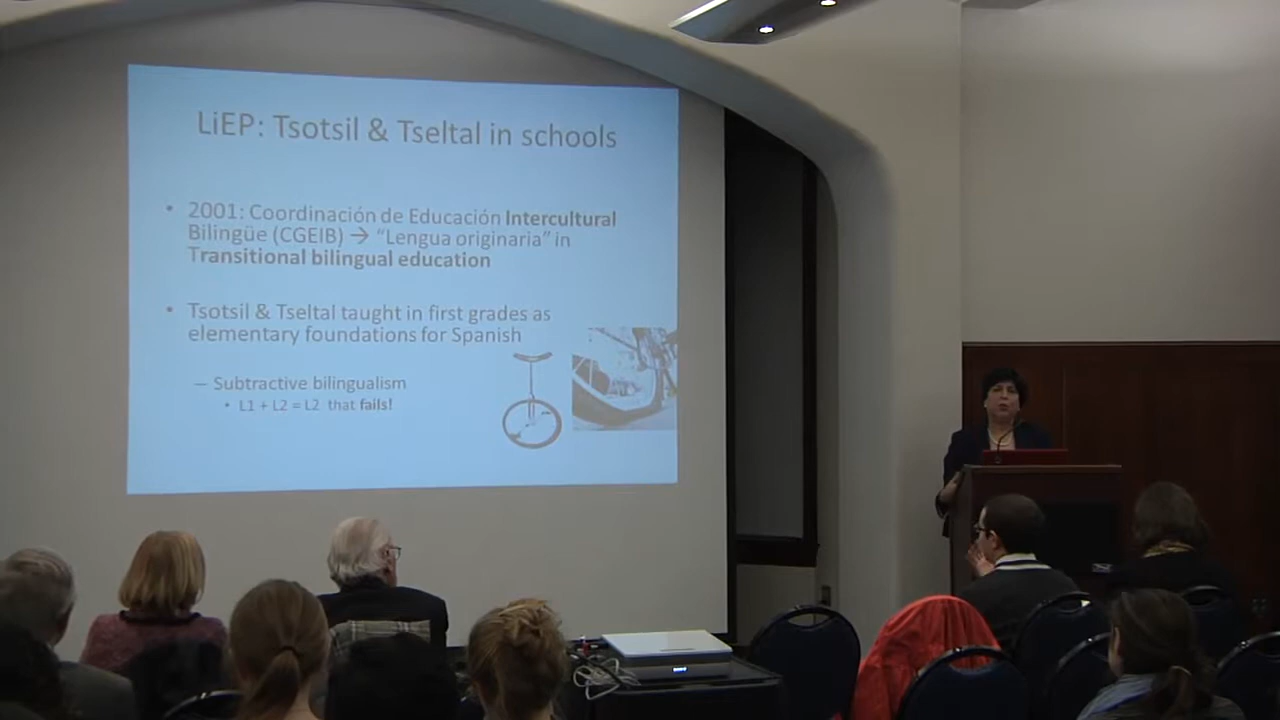 LiEP: Tsotsil & Tseltal in schools
• 2001: Coordinación de Educación Intercultural
Bilingüe (CGEIB) → “Lengua originaria” in
Transitional bilingual education
• Tsotsil & Tseltal taught in first grades as
elementary foundations for Spanish
– Subtractive bilingualism
• L1 + L2 = L2 that fails!